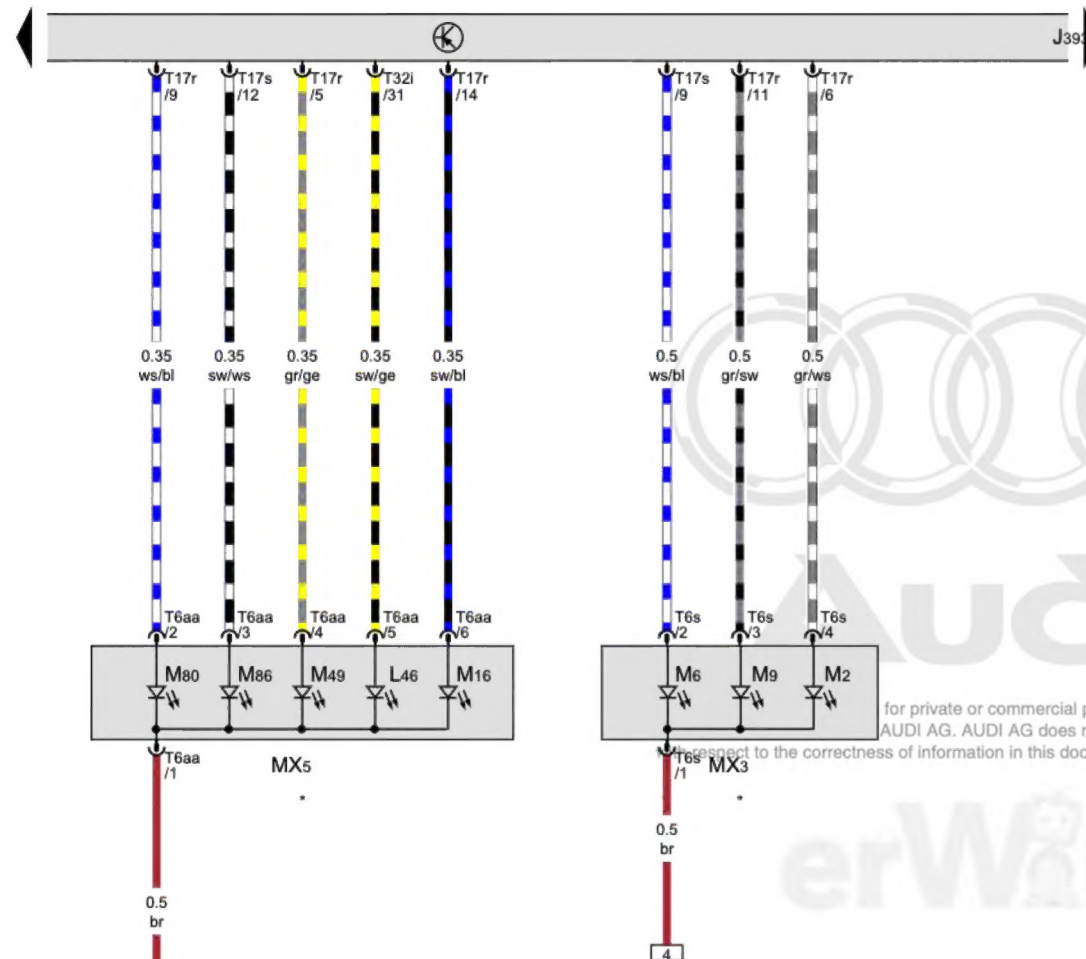 J393
T17r T17s T17r T32i T17r T17s T17r T17r
/9 /12 /5 /31 /14 /9 /11 /6
0.35 0.35 0.35 0.35 0.35 0.5 0.5 0.5
ws/bl sw/ws gr/ge sw/ge sw/bl ws/bl gr/sw gr/ws
Audi
T6aa T6aa T6aa T6aa T6aa T6s T6s T6s
/2 /3 /4 /5 /6 /2 /3 /4
M80 M86 M49 L46 M16 M6 M9 M2
for private or commercial
AUDI AG. AUDI AG does
respect to the correctness of information in this doc
T6aa MX5 T6s MX3
/1 /1
* *
0.5
br
0.5
br
4